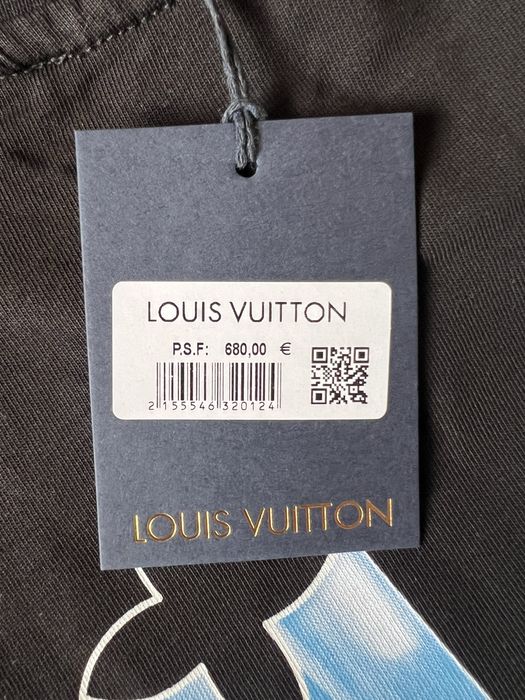 LOUIS VUITTON
P.S.F: 680,00 €
2 155546 320124
LOUIS VUITTON